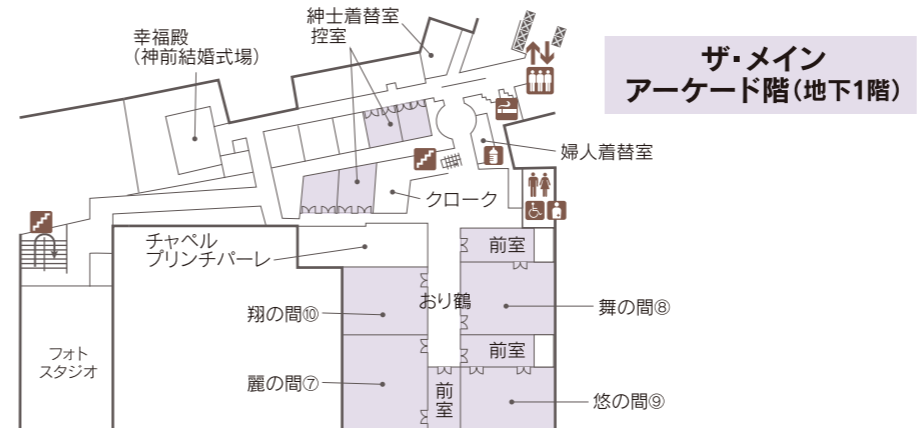 紳士着替室
控室
幸福殿
(神前結婚式場)
ザ・メイン
アーケード階(地下1階)
婦人着替室
クローク
チャペル
プリンチパーレ
前室
おり鶴
翔の間⑩
舞の間⑧
前室
フォト
スタジオ
麗の間⑦
前室
悠の間⑨